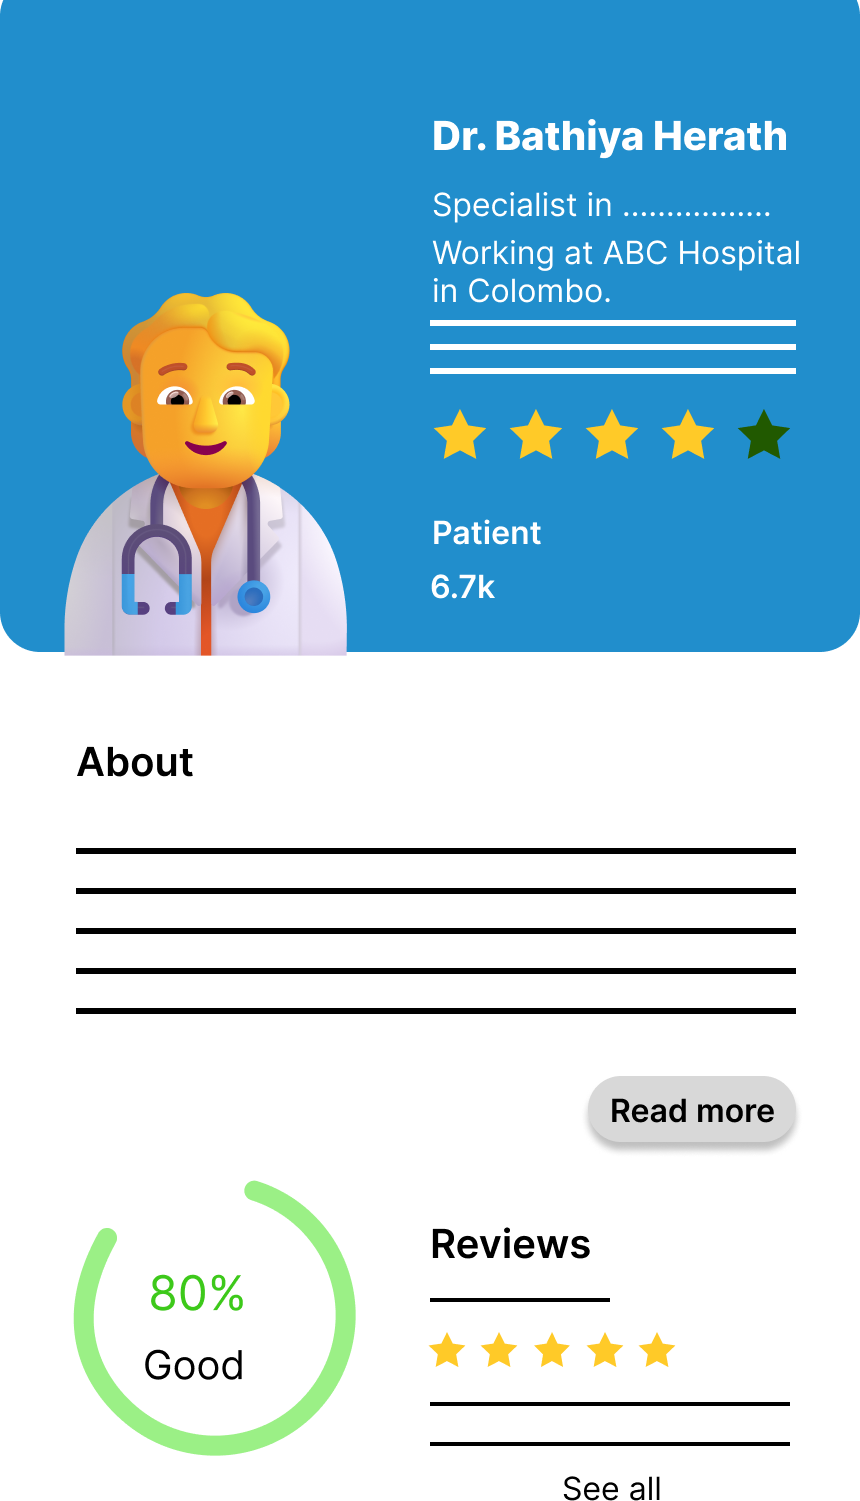 Dr. Bathiya Herath
Specialist in .................
Working at ABC Hospital
in Colombo.
Patient
6.7k
About
Read more
80%
Good
Reviews
See all